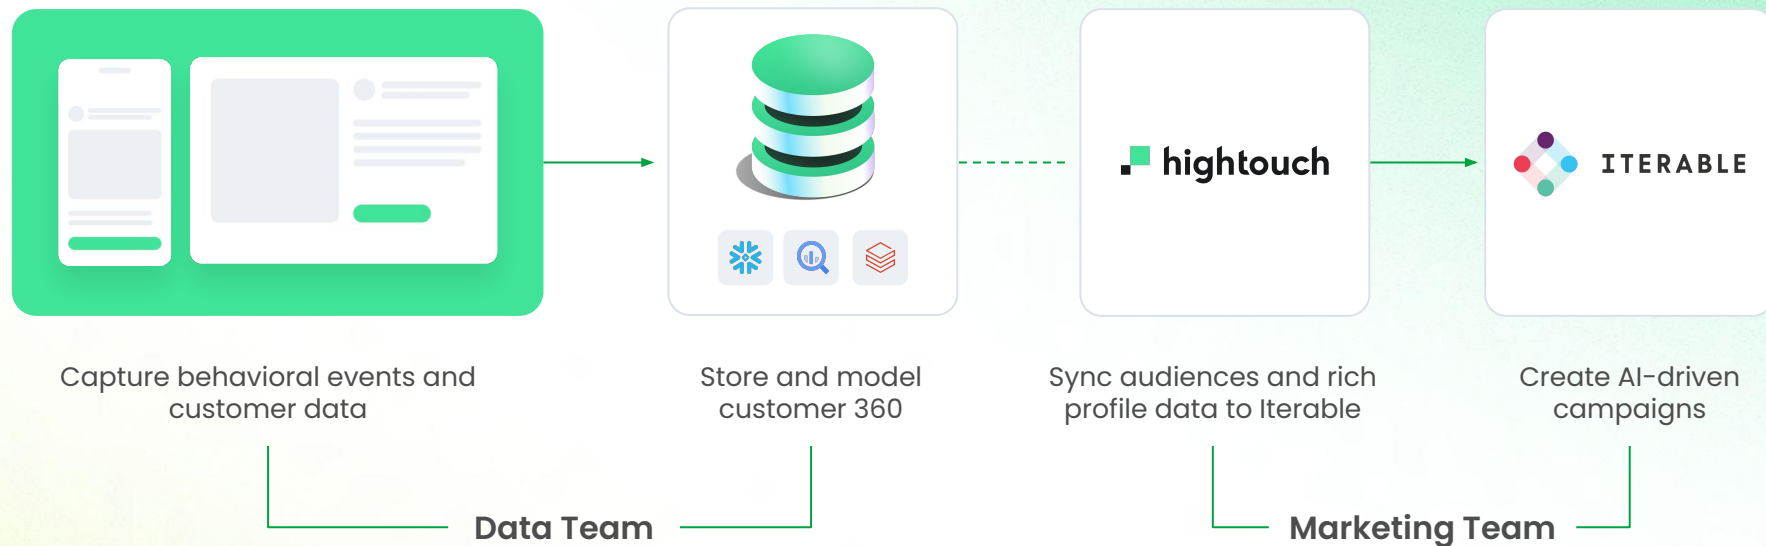 hightouch
ITERABLE
Capture behavioral events and
customer data
Store and model
customer 360
Sync audiences and rich
profile data to Iterable
Create AI-driven
campaigns
Data Team
Marketing Team